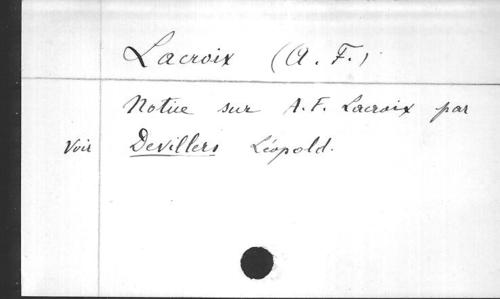 Lacroix (A. F.)
Notice sur A. F. Lacroix par
Voir Devillers Léopold.